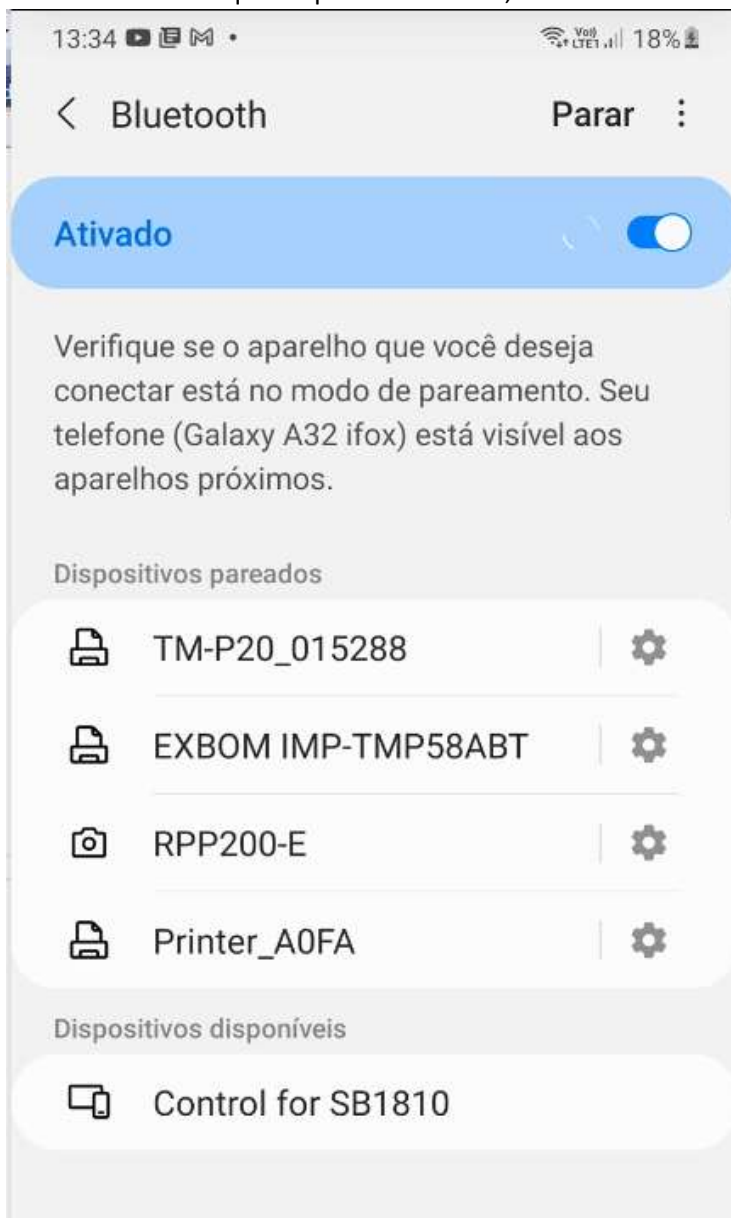 13:34
Vo))
LTE1 18%
Bluetooth Parar
Ativado
Verifique se o aparelho que você deseja
conectar está no modo de pareamento. Seu
telefone (Galaxy A32 ifox) está visível aos
aparelhos próximos.
Dispositivos pareados
TM-P20_015288
EXBOM IMP-TMP58ABT
RPP200-E
Printer_A0FA
Dispositivos disponíveis
Control for SB1810